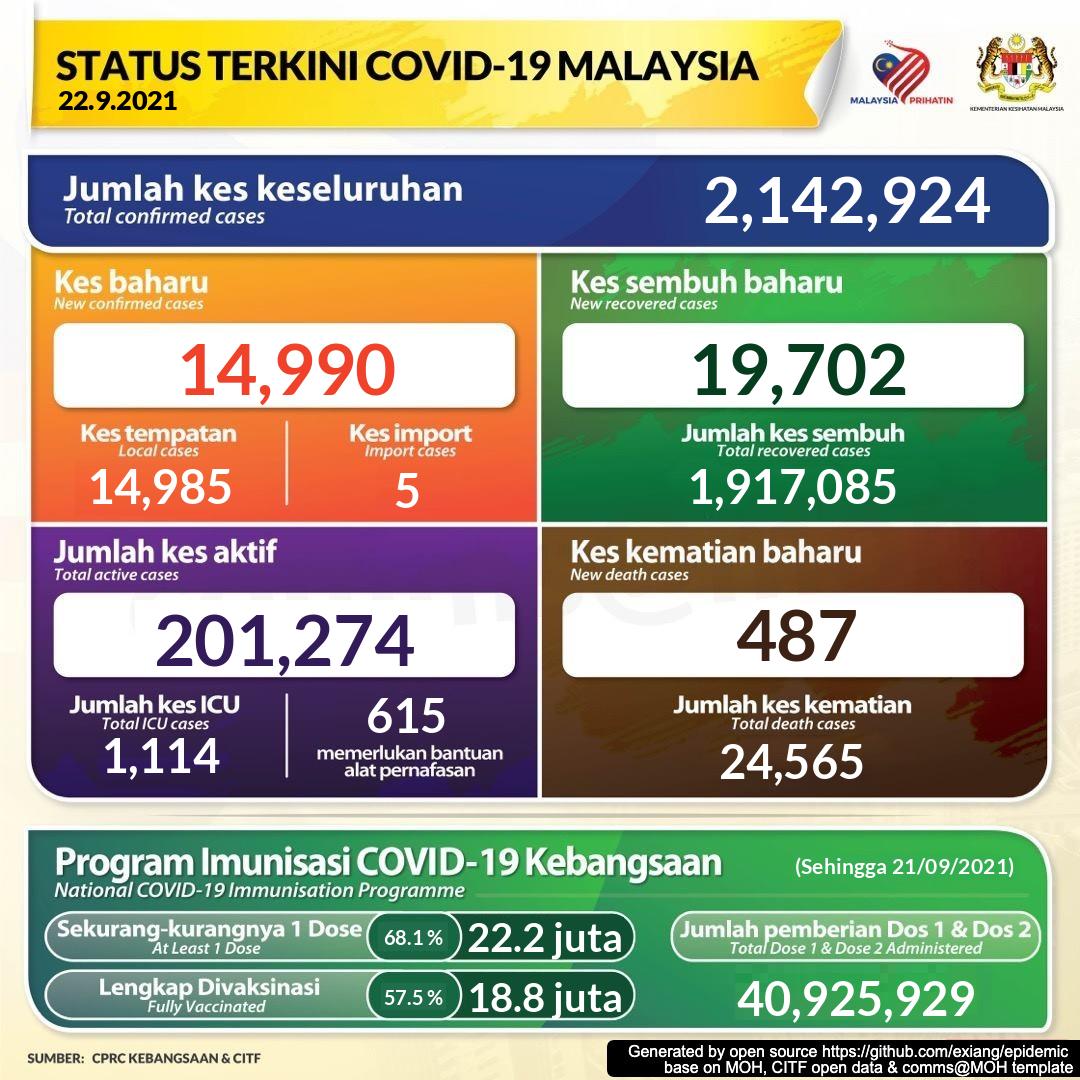 STATUS TERKINI COVID-19 MALAYSIA
22.9.2021
MALAYSIA PRIHATIN
KEMENTERIAN KESIHATAN MALAYSIA
Jumlah kes keseluruhan
Total confirmed cases
2,142,924
Kes baharu
New confirmed cases
14,990
Kes tempatan
Local cases
14,985
Kes import
Import cases
5
Kes sembuh baharu
New recovered cases
19,702
Jumlah kes sembuh
Total recovered cases
1,917,085
Jumlah kes aktif
Total active cases
201,274
Jumlah kes ICU
Total ICU cases
1,114
615
memerlukan bantuan
alat pernafasan
Kes kematian baharu
New death cases
487
Jumlah kes kematian
Total death cases
24,565
Program Imunisasi COVID-19 Kebangsaan
National COVID-19 Immunisation Programme
(Sehingga 21/09/2021)
Sekurang-kurangnya 1 Dose
At Least 1 Dose
68.1 %
22.2 juta
Lengkap Divaksinasi
Fully Vaccinated
57.5 %
18.8 juta
Jumlah pemberian Dos 1 & Dos 2
Total Dose 1 & Dose 2 Administered
40,925,929
SUMBER: CPRC KEBANGSAAN & CITF
Generated by open source https://github.com/exiang/epidemic
base on MOH, CITF open data & comms@MOH template